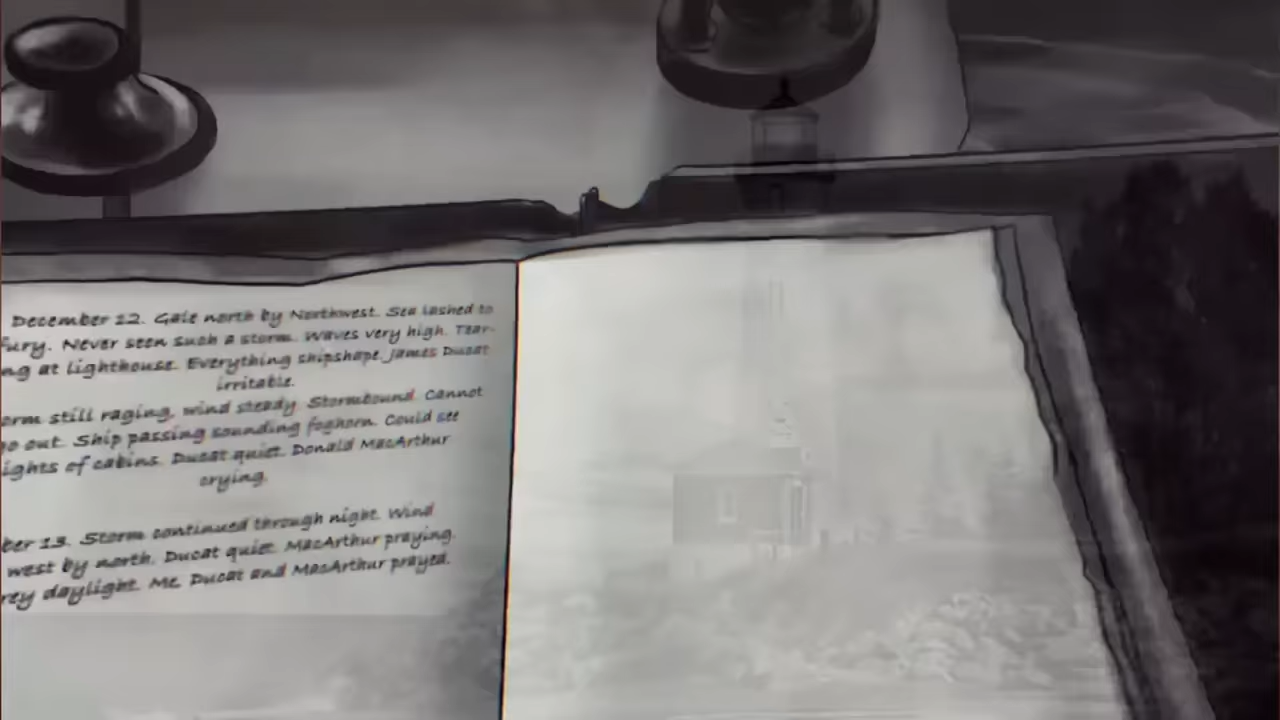 December 12. Gale north by Northwest. Sea lashed to
fury. Never seen such a storm. Waves very high. Tear-
ng at lighthouse. Everything shipshape. James Ducat
irritable.
orm still raging, wind steady. Stormbound. Cannot
go out. Ship passing sounding foghorn. Could see
ights of cabins. Ducat quiet. Donald MacArthur
crying.
ber 13. Storm continued through night. Wind
west by north. Ducat quiet. MacArthur praying.
rey daylight. Me, Ducat and MacArthur prayed.